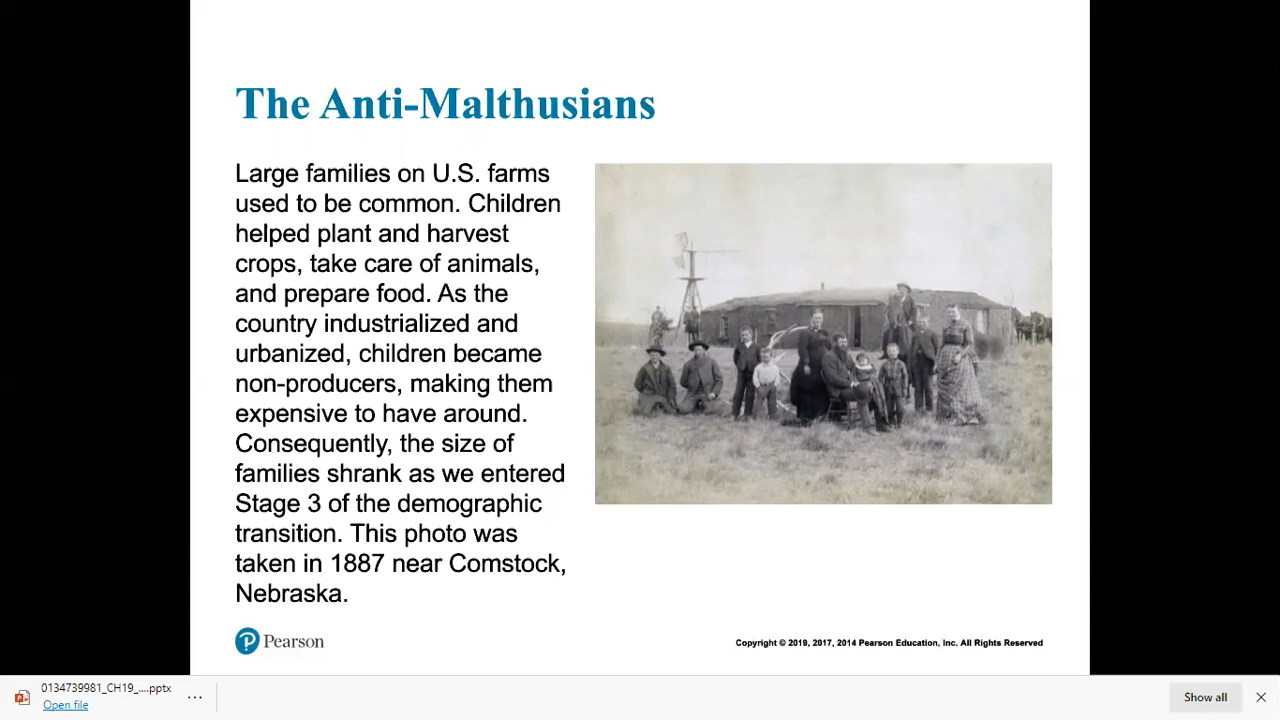 The Anti-Malthusians
Large families on U.S. farms
used to be common. Children
helped plant and harvest
crops, take care of animals,
and prepare food. As the
country industrialized and
urbanized, children became
non-producers, making them
expensive to have around.
Consequently, the size of
families shrank as we entered
Stage 3 of the demographic
transition. This photo was
taken in 1887 near Comstock,
Nebraska.
Pearson
Copyright © 2019, 2017, 2014 Pearson Education, Inc. All Rights Reserved
0134739981_CH19_....pptx
Open file
Show all